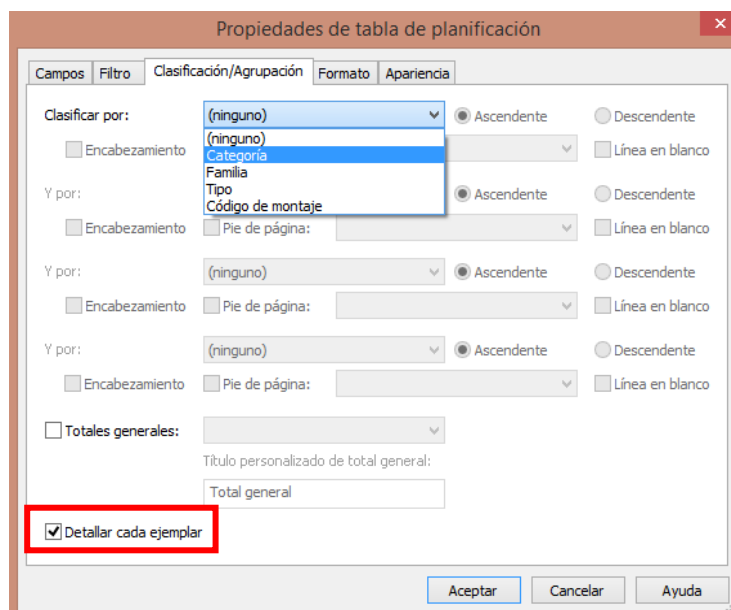 Propiedades de tabla de planificación
Campos Filtro Clasificación/Agrupación Formato Apariencia
Clasificar por: (ninguno) Ascendente Descendente
(ninguno)
Encabezamiento Categoría Línea en blanco
Familia
Y por: Tipo Ascendente Descendente
Código de montaje
Encabezamiento Pie de página: Línea en blanco
Y por: (ninguno) Ascendente Descendente
Encabezamiento Pie de página: Línea en blanco
Y por: (ninguno) Ascendente Descendente
Encabezamiento Pie de página: Línea en blanco
Totales generales:
Título personalizado de total general:
Total general
Detallar cada ejemplar
Aceptar Cancelar Ayuda